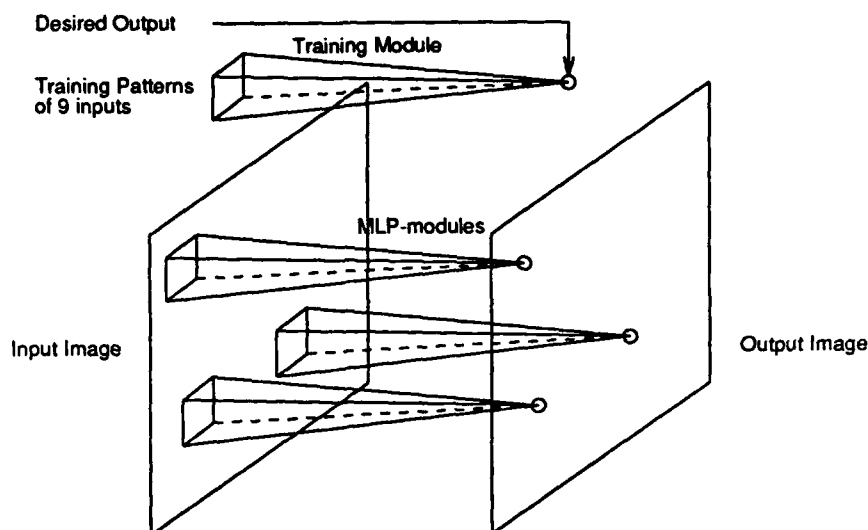 Desired Output
Training Module
Training Patterns
of 9 inputs
MLP-modules
Input Image
Output Image